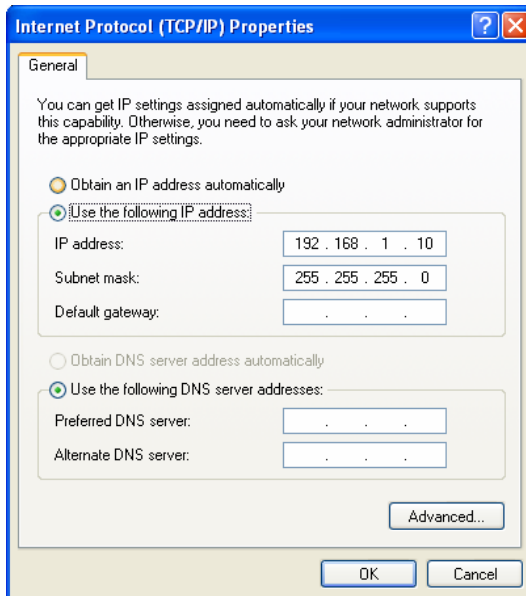 Internet Protocol (TCP/IP) Properties
General
You can get IP settings assigned automatically if your network supports
this capability. Otherwise, you need to ask your network administrator for
the appropriate IP settings.
Obtain an IP address automatically
Use the following IP address:
IP address: 192 . 168 . 1 . 10
Subnet mask: 255 . 255 . 255 . 0
Default gateway: . . .
Obtain DNS server address automatically
Use the following DNS server addresses:
Preferred DNS server: . . .
Alternate DNS server: . . .
Advanced...
OK Cancel